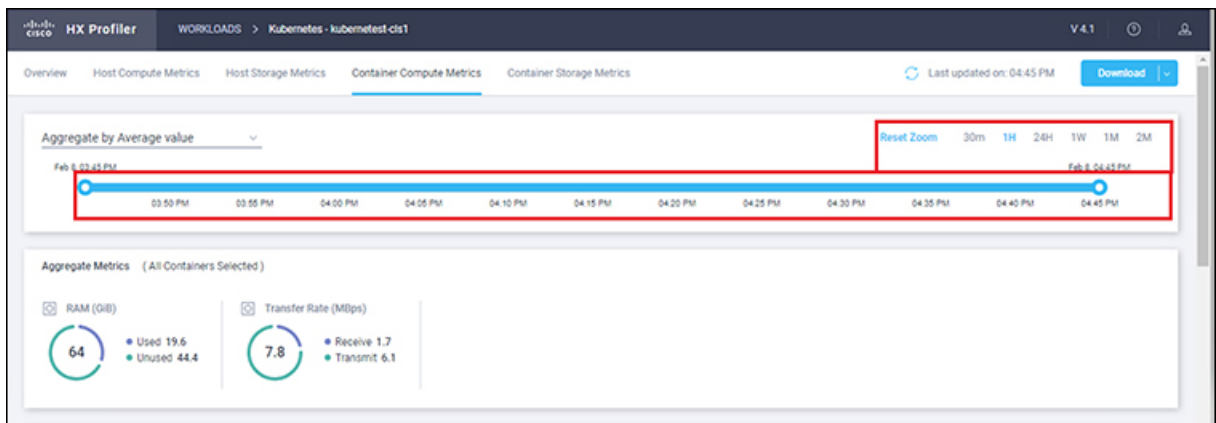 cisco HX Profiler WORKLOADS > Kubernetes - kubernetest-cls1 V 4.1
Overview Host Compute Metrics Host Storage Metrics Container Compute Metrics Container Storage Metrics Last updated on: 04:45 PM Download
Aggregate by Average value Reset Zoom 30m 1H 24H 1W 1M 2M
Feb 8, 03:45 PM Feb 8, 04:45 PM
03:50 PM 03:55 PM 04:00 PM 04:05 PM 04:10 PM 04:15 PM 04:20 PM 04:25 PM 04:30 PM 04:35 PM 04:40 PM 04:45 PM
Aggregate Metrics ( All Containers Selected )
RAM (GiB) Transfer Rate (MBps)
64 Used 19.6 7.8 Receive 1.7
Unused 44.4 Transmit 6.1